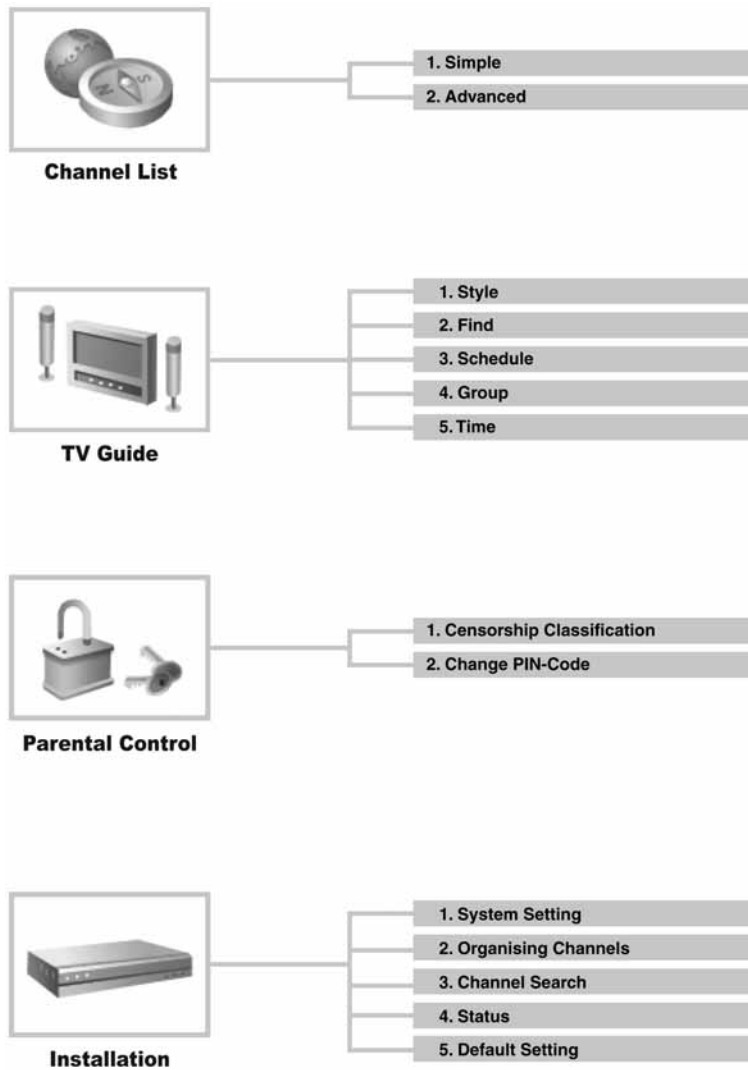 1. Simple
2. Advanced
Channel List
1. Style
2. Find
3. Schedule
4. Group
5. Time
TV Guide
1. Censorship Classification
2. Change PIN-Code
Parental Control
1. System Setting
2. Organising Channels
3. Channel Search
4. Status
5. Default Setting
Installation
N
S